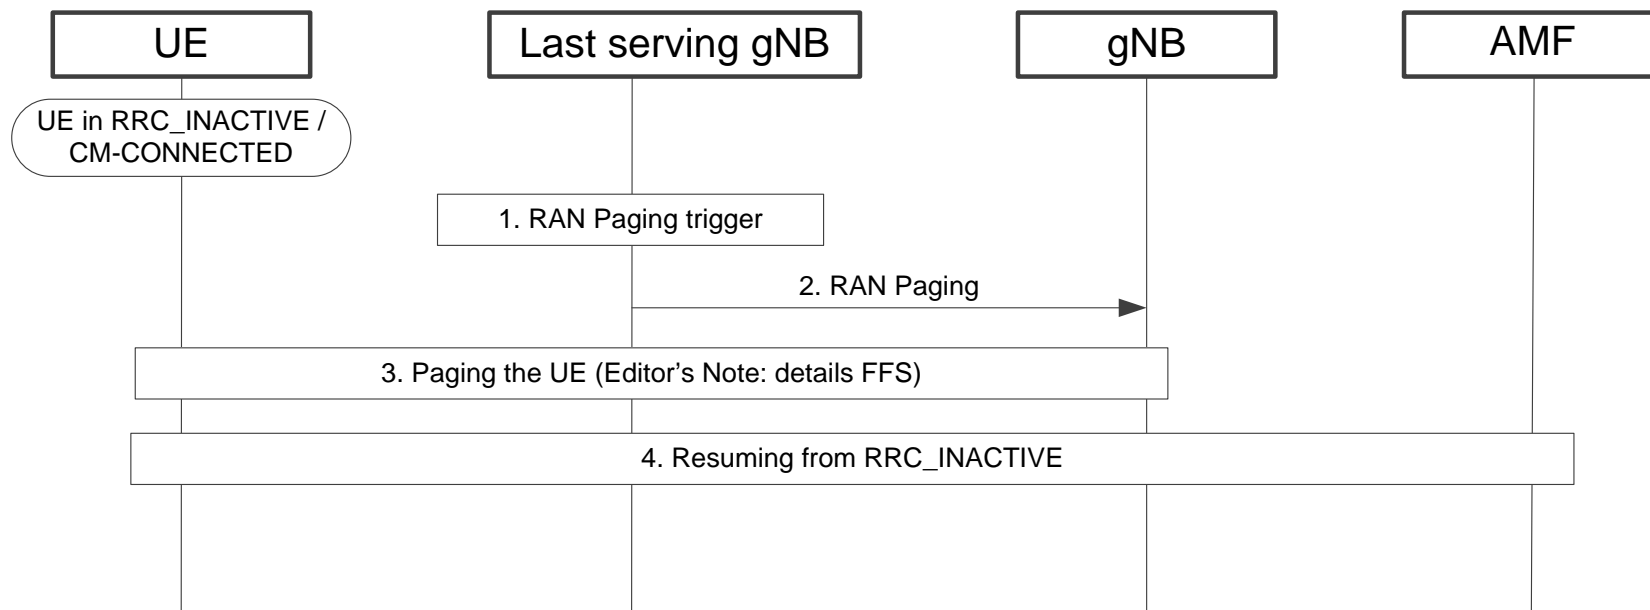 UE
Last serving gNB
gNB
AMF
UE in RRC_INACTIVE /
CM-CONNECTED
1. RAN Paging trigger
2. RAN Paging
3. Paging the UE (Editor’s Note: details FFS)
4. Resuming from RRC_INACTIVE